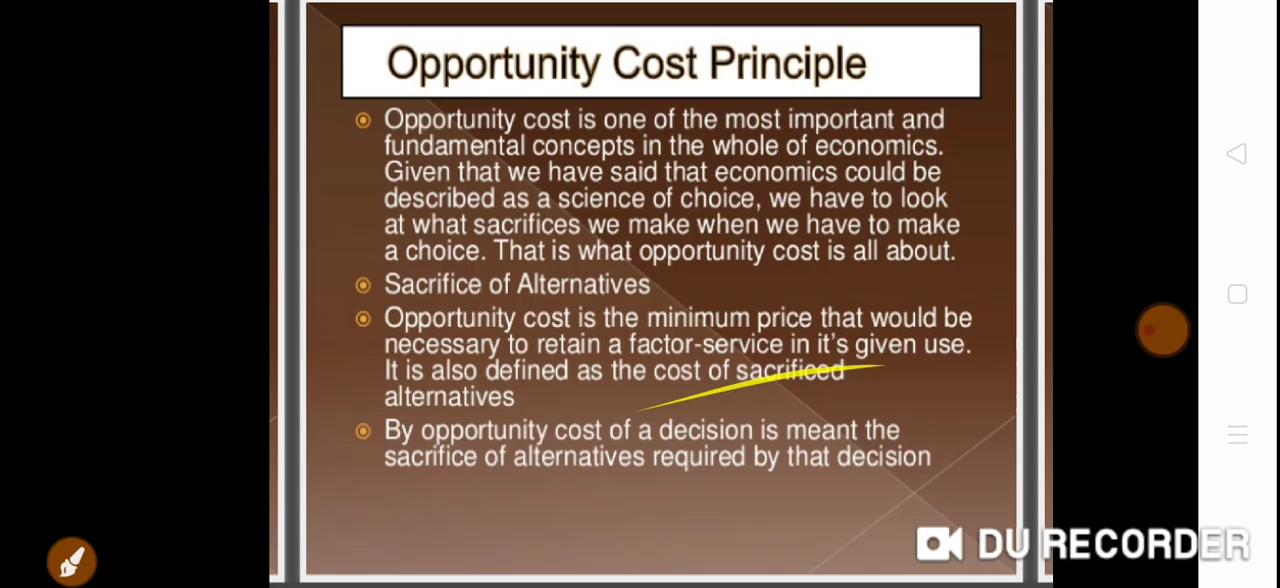 Opportunity Cost Principle
Opportunity cost is one of the most important and
fundamental concepts in the whole of economics.
Given that we have said that economics could be
described as a science of choice, we have to look
at what sacrifices we make when we have to make
a choice. That is what opportunity cost is all about.
Sacrifice of Alternatives
Opportunity cost is the minimum price that would be
necessary to retain a factor-service in it's given use.
It is also defined as the cost of sacrificed
alternatives
By opportunity cost of a decision is meant the
sacrifice of alternatives required by that decision
DU RECORDER